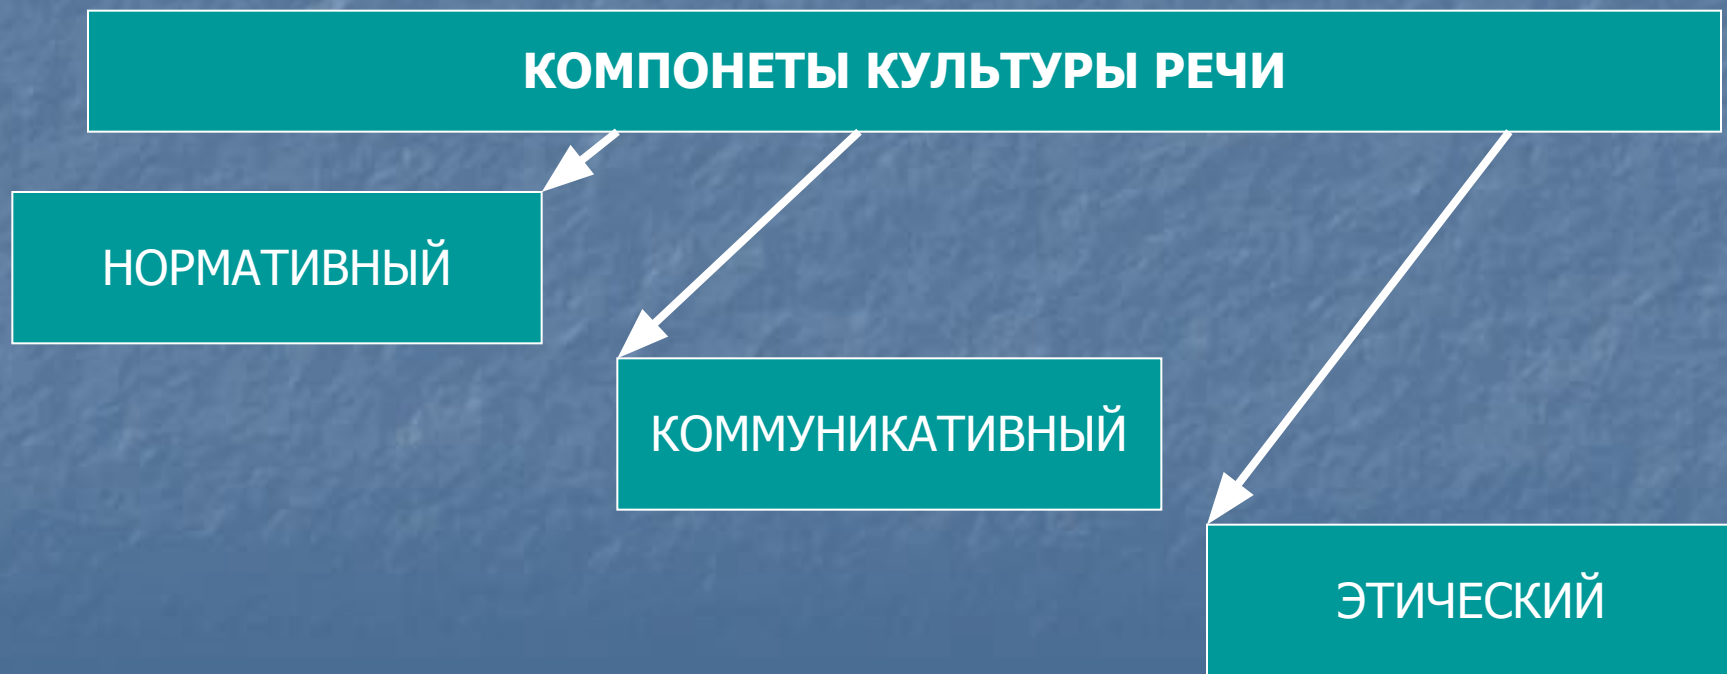 КОМПОНЕТЫ КУЛЬТУРЫ РЕЧИ
НОРМАТИВНЫЙ
КОММУНИКАТИВНЫЙ
ЭТИЧЕСКИЙ